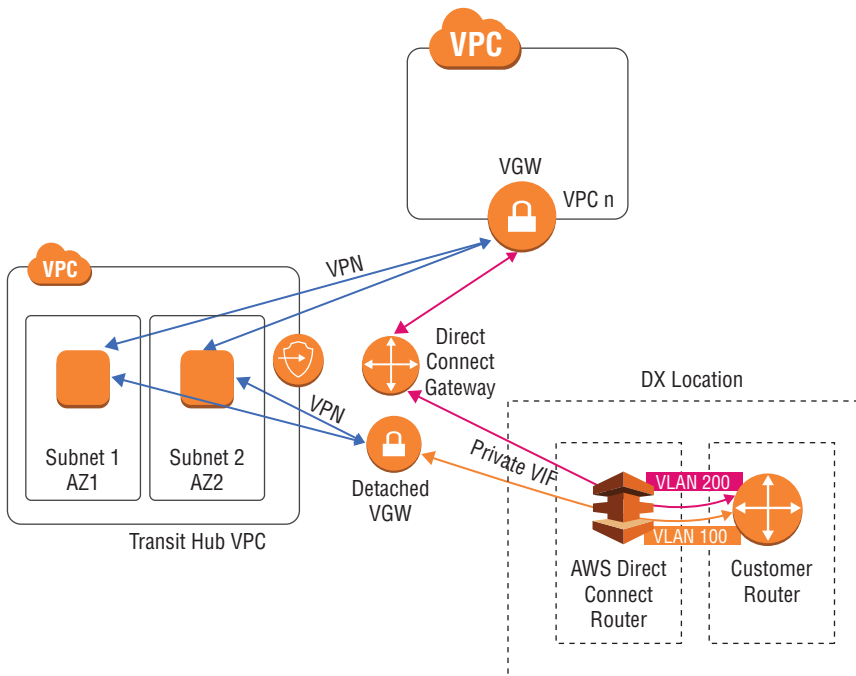 VPC
VGW
VPC n
VPN
VPC
Direct
Connect
Gateway
DX Location
VPN
Subnet 1
AZ1
Subnet 2
AZ2
Private VIF
VLAN 200
Detached
VGW
VLAN 100
Transit Hub VPC
AWS Direct
Connect
Router
Customer
Router